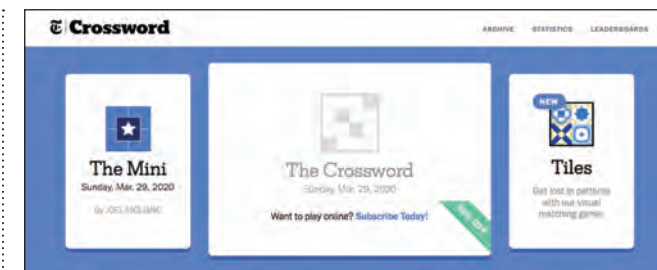 Crossword
ARCHIVE STATISTICS LEADERBOARDS
The Mini
Sunday, Mar. 29, 2020
The Crossword
Sunday, Mar. 29, 2020
Want to play online? Subscribe Today!
NEW
Tiles
Get lost in patterns
with our visual
matching game.